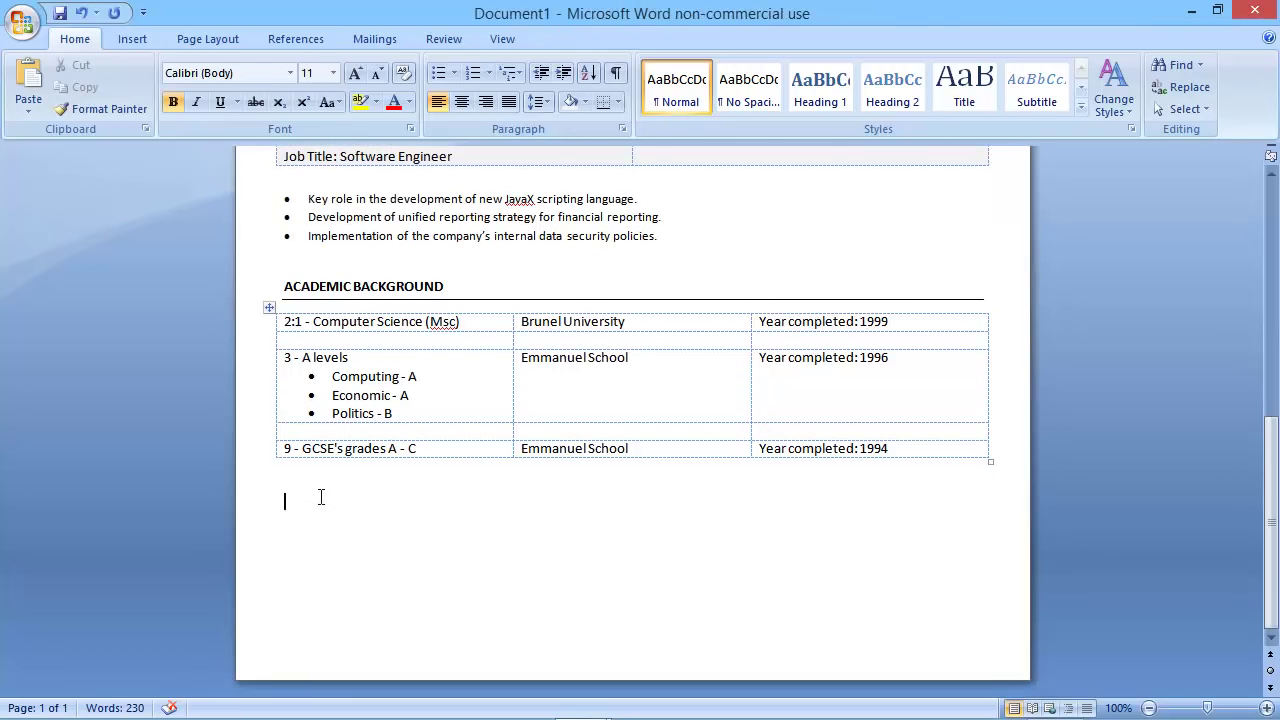 Document1 - Microsoft Word non-commercial use
Home Insert Page Layout References Mailings Review View
Paste
Cut
Copy
Format Painter
Clipboard
Calibri (Body) 11
B I U abc x₂ x² Aa
Font
Paragraph
AaBbCcDc AaBbCcDc AaBbC AaBbCc AaB AaBbCc.
¶ Normal ¶ No Spaci... Heading 1 Heading 2 Title Subtitle
Change
Styles
Styles
Find
Replace
Select
Editing
Job Title: Software Engineer
• Key role in the development of new JavaX scripting language.
• Development of unified reporting strategy for financial reporting.
• Implementation of the company’s internal data security policies.
ACADEMIC BACKGROUND
2:1 - Computer Science (Msc) Brunel University Year completed: 1999
3 - A levels Emmanuel School Year completed: 1996
• Computing - A
• Economic - A
• Politics - B
9 - GCSE's grades A - C Emmanuel School Year completed: 1994
Page: 1 of 1 Words: 230 100%